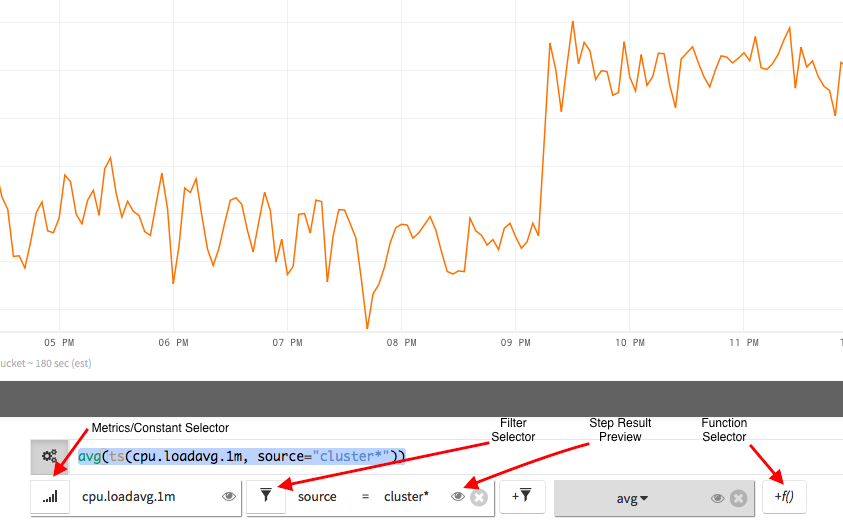 05 PM 06 PM 07 PM 08 PM 09 PM 10 PM 11 PM
ucket ~ 180 sec (est)
Metrics/Constant Selector
Filter
Selector
Step Result
Preview
Function
Selector
avg(ts(cpu.loadavg.1m, source="cluster*"))
cpu.loadavg.1m source = cluster* + avg +f()